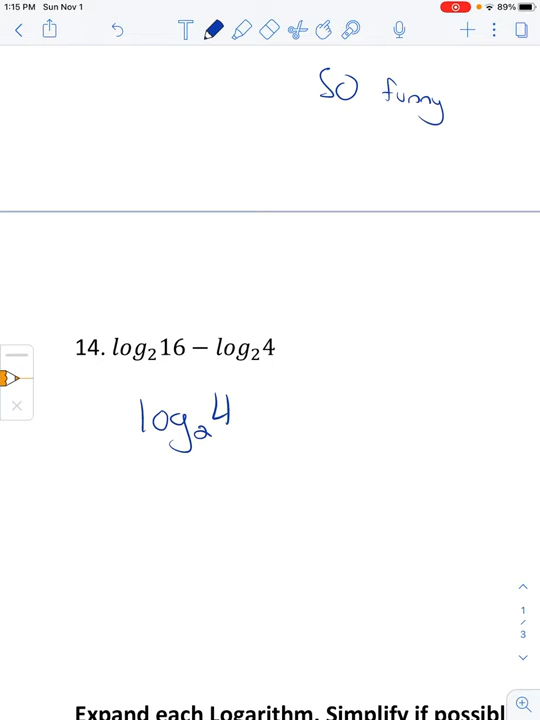 1:15 PM Sun Nov 1
89%
T
So funny
14. log₂16 − log₂4
log₂4
1
/
3
Expand each Logarithm. Simplify if possibl